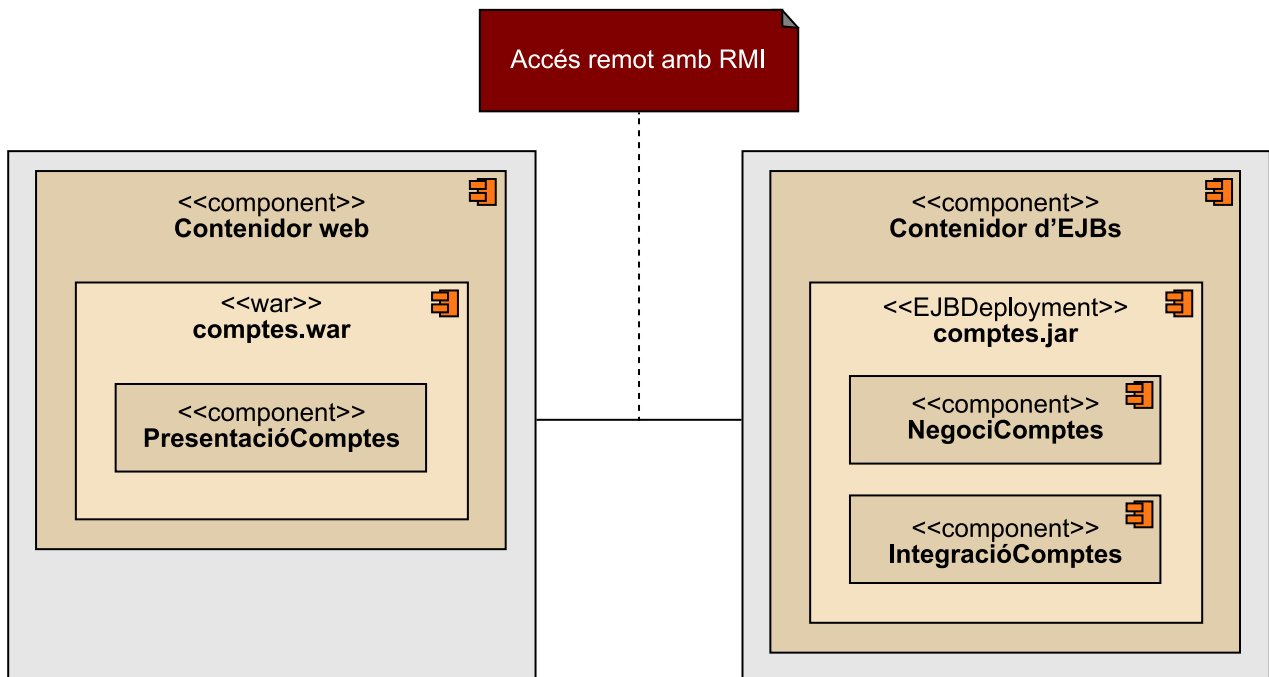 Accés remot amb RMI
<<component>>
Contenidor web
<<war>>
comptes.war
<<component>>
PresentacióComptes
<<component>>
Contenidor d’EJBs
<<EJBDeployment>>
comptes.jar
<<component>>
NegociComptes
<<component>>
IntegracióComptes